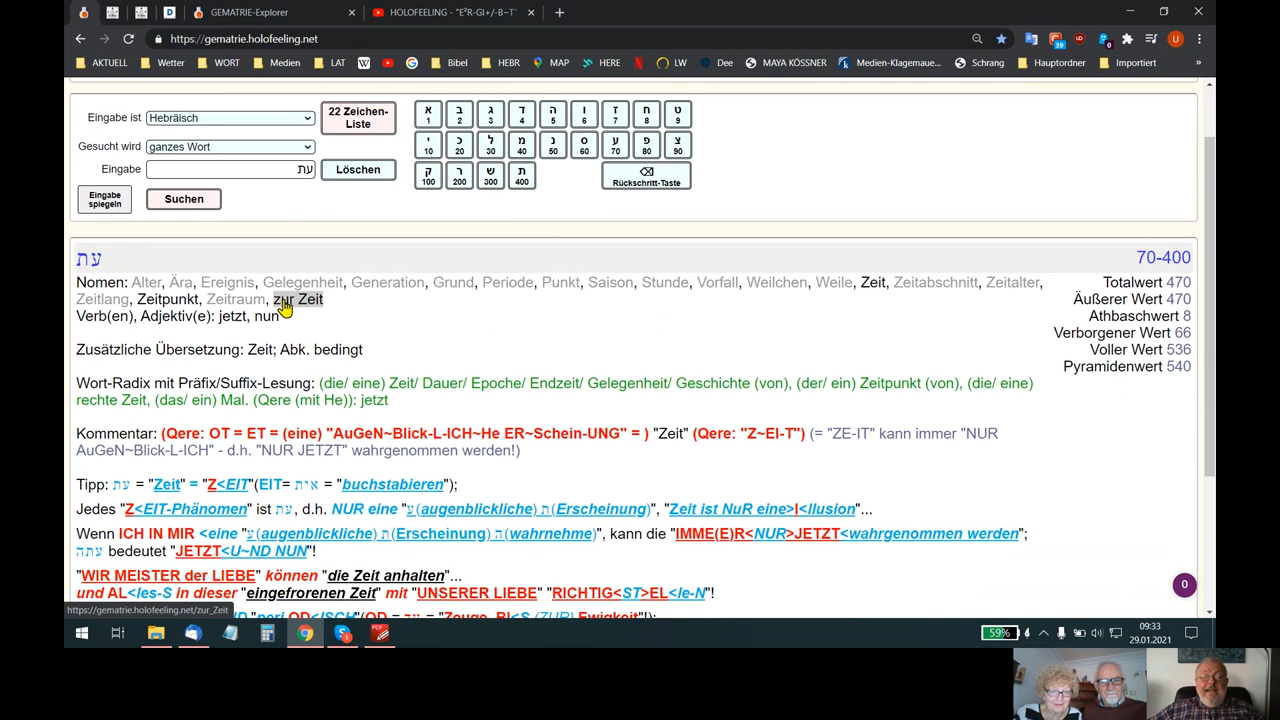 GEMATRIE-Explorer
HOLOFEELING - "E²R-GI+/-B~T"
https://gematrie.holofeeling.net
AKTUELL Wetter WORT Medien LAT Bibel HEBR MAP HERE LW Dee MAYA KÖSSNER Medien-Klagemaue... Schrang Hauptordner Importiert »
Eingabe ist Hebräisch
22 Zeichen-Liste
Gesucht wird ganzes Wort
Eingabe עת Löschen
Eingabe spiegeln Suchen
א ב ג ד ה ו ז ח ט
1 2 3 4 5 6 7 8 9
י כ ל מ נ ס ע פ צ
10 20 30 40 50 60 70 80 90
ק ר ש ת ⌫
100 200 300 400 Rückschritt-Taste
עת 70-400
Nomen: Alter, Ära, Ereignis, Gelegenheit, Generation, Grund, Periode, Punkt, Saison, Stunde, Vorfall, Weilchen, Weile, Zeit, Zeitabschnitt, Zeitalter,
Zeitlang, Zeitpunkt, Zeitraum, zur Zeit
Verb(en), Adjektiv(e): jetzt, nun
Totalwert 470
Äußerer Wert 470
Athbaschwert 8
Verborgener Wert 66
Voller Wert 536
Pyramidenwert 540
Zusätzliche Übersetzung: Zeit; Abk. bedingt
Wort-Radix mit Präfix/Suffix-Lesung: (die/ eine) Zeit/ Dauer/ Epoche/ Endzeit/ Gelegenheit/ Geschichte (von), (der/ ein) Zeitpunkt (von), (die/ eine)
rechte Zeit, (das/ ein) Mal. (Qere (mit He)): jetzt
Kommentar: (Qere: OT = ET = (eine) "AuGeN~Blick-L-ICH~He ER~Schein-UNG" = ) "Zeit" (Qere: "Z~EI-T") (= "ZE-IT" kann immer "NUR
AuGeN~Blick-L-ICH" - d.h. "NUR JETZT" wahrgenommen werden!)
Tipp: עת = "Zeit" = "Z<EIT"(EIT= אית = "buchstabieren");
Jedes "Z<EIT-Phänomen" ist עת, d.h. NUR eine "ע(augenblickliche) ת(Erscheinung)", "Zeit ist NuR eine>I<llusion"...
Wenn ICH IN MIR <eine "ע(augenblickliche) ת(Erscheinung) ה(wahrnehme)", kann die "IMME(E)R<NUR>JETZT<wahrgenommen werden";
עתה bedeutet "JETZT<U~ND NUN"!
"WIR MEISTER der LIEBE" können "die Zeit anhalten"...
und AL<les-S in dieser "eingefrorenen Zeit" mit "UNSERER LIEBE" "RICHTIG<ST>EL<le-N"!
https://gematrie.holofeeling.net/zur_Zeit
0
59%
09:33
29.01.2021